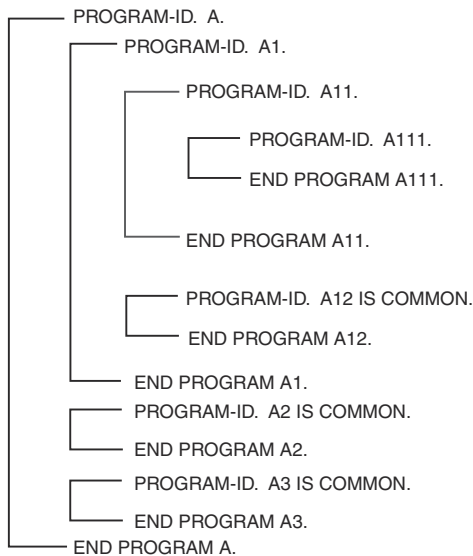 PROGRAM-ID. A.
PROGRAM-ID. A1.
PROGRAM-ID. A11.
PROGRAM-ID. A111.
END PROGRAM A111.
END PROGRAM A11.
PROGRAM-ID. A12 IS COMMON.
END PROGRAM A12.
END PROGRAM A1.
PROGRAM-ID. A2 IS COMMON.
END PROGRAM A2.
PROGRAM-ID. A3 IS COMMON.
END PROGRAM A3.
END PROGRAM A.